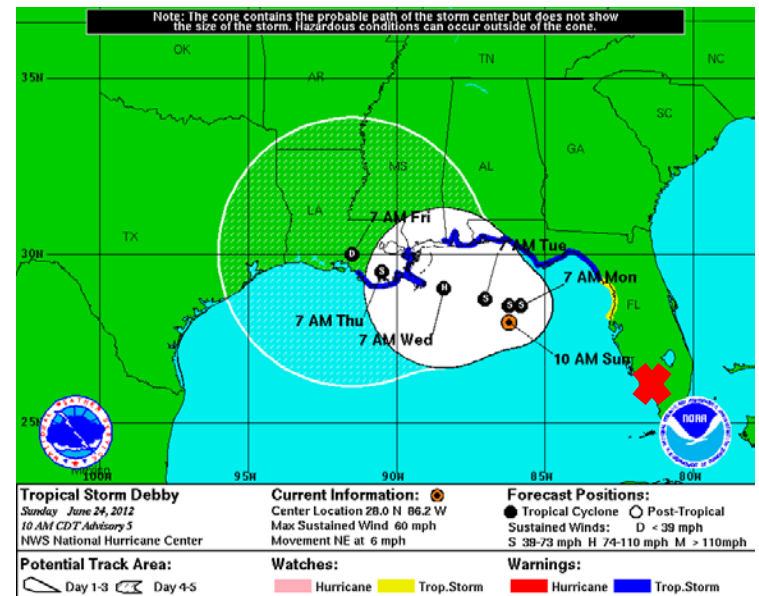 Note: The cone contains the probable path of the storm center but does not show
the size of the storm. Hazardous conditions can occur outside of the cone.
OK
TN
NC
35N
AR
SC
MS
AL
GA
LA
7 AM Fri
TX
30N
D
7 AM Tue
S
7 AM Mon
H
S
S
S
FL
7 AM Thu
7 AM Wed
10 AM Sun
25N
NOAA
Mexico
100R
95W
90W
85W
80W
Tropical Storm Debby
Sunday June 24, 2012
10 AM CDT Advisory 5
NWS National Hurricane Center
Current Information:
Center Location 28.0 N 86.2 W
Max Sustained Wind 60 mph
Movement NE at 6 mph
Forecast Positions:
Tropical Cyclone Post-Tropical
Sustained Winds: D < 39 mph
S 39-73 mph H 74-110 mph M > 110mph
Potential Track Area:
Day 1-3 Day 4-5
Watches:
Hurricane Trop.Storm
Warnings:
Hurricane Trop.Storm